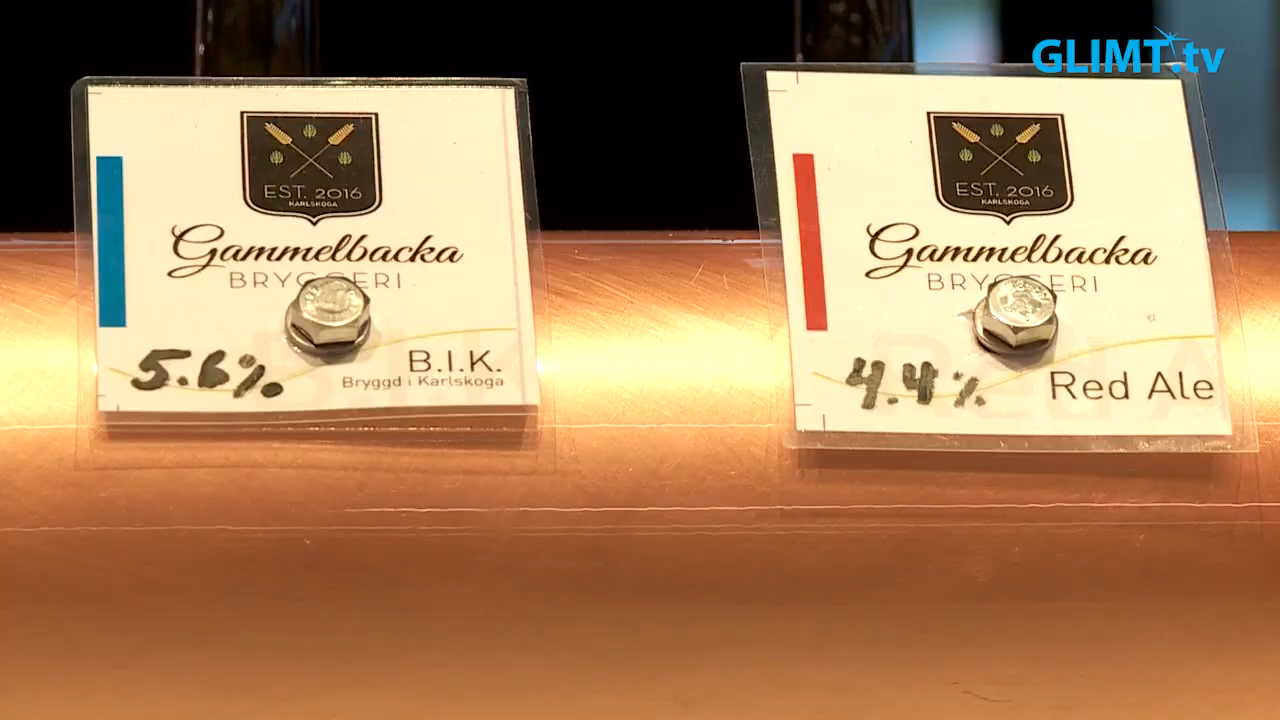 GLIMT.tv
EST. 2016
KARLSKOGA
Gammelbacka
BRYGGERI
5.6%
B.I.K.
Bryggd i Karlskoga
EST. 2016
KARLSKOGA
Gammelbacka
BRYGGERI
4.4%
Red Ale